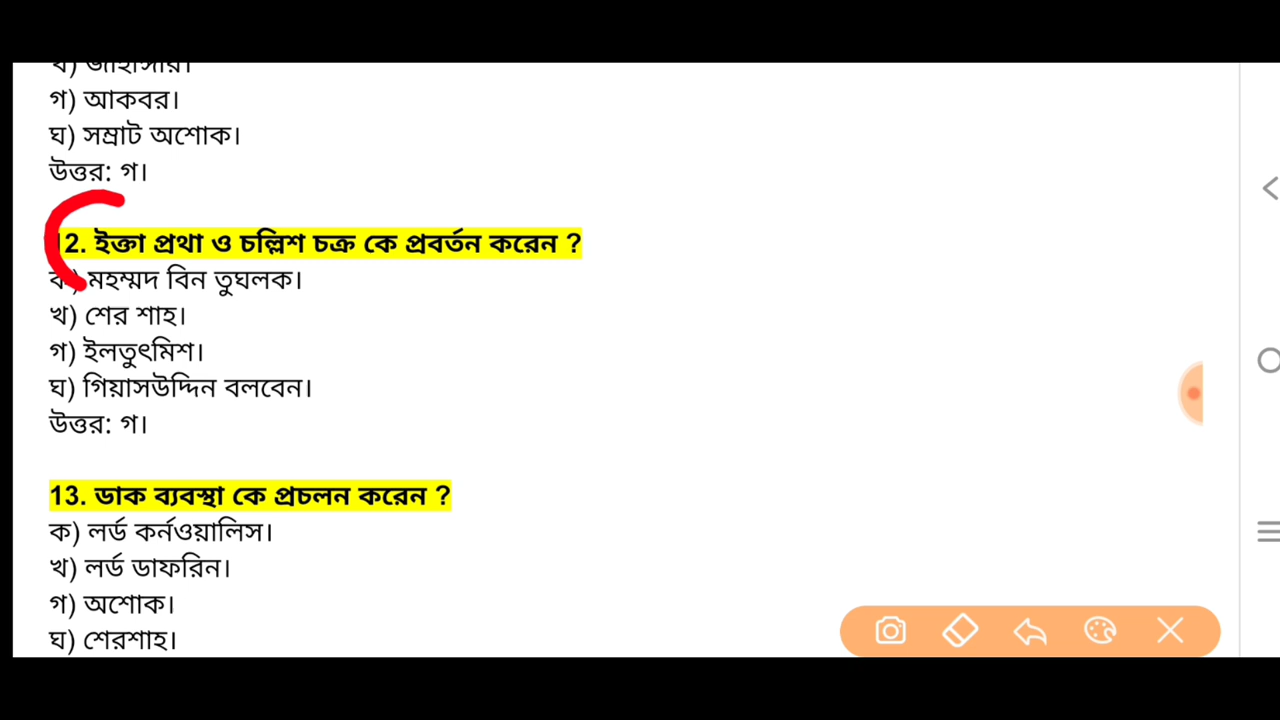 খ) জাহাঙ্গীর।
গ) আকবর।
ঘ) সম্রাট অশোক।
উত্তর: গ।
12. ইক্তা প্রথা ও চল্লিশ চক্র কে প্রবর্তন করেন ?
ক) মহম্মদ বিন তুঘলক।
খ) শের শাহ।
গ) ইলতুৎমিশ।
ঘ) গিয়াসউদ্দিন বলবেন।
উত্তর: গ।
13. ডাক ব্যবস্থা কে প্রচলন করেন ?
ক) লর্ড কর্নওয়ালিস।
খ) লর্ড ডাফরিন।
গ) অশোক।
ঘ) শেরশাহ।